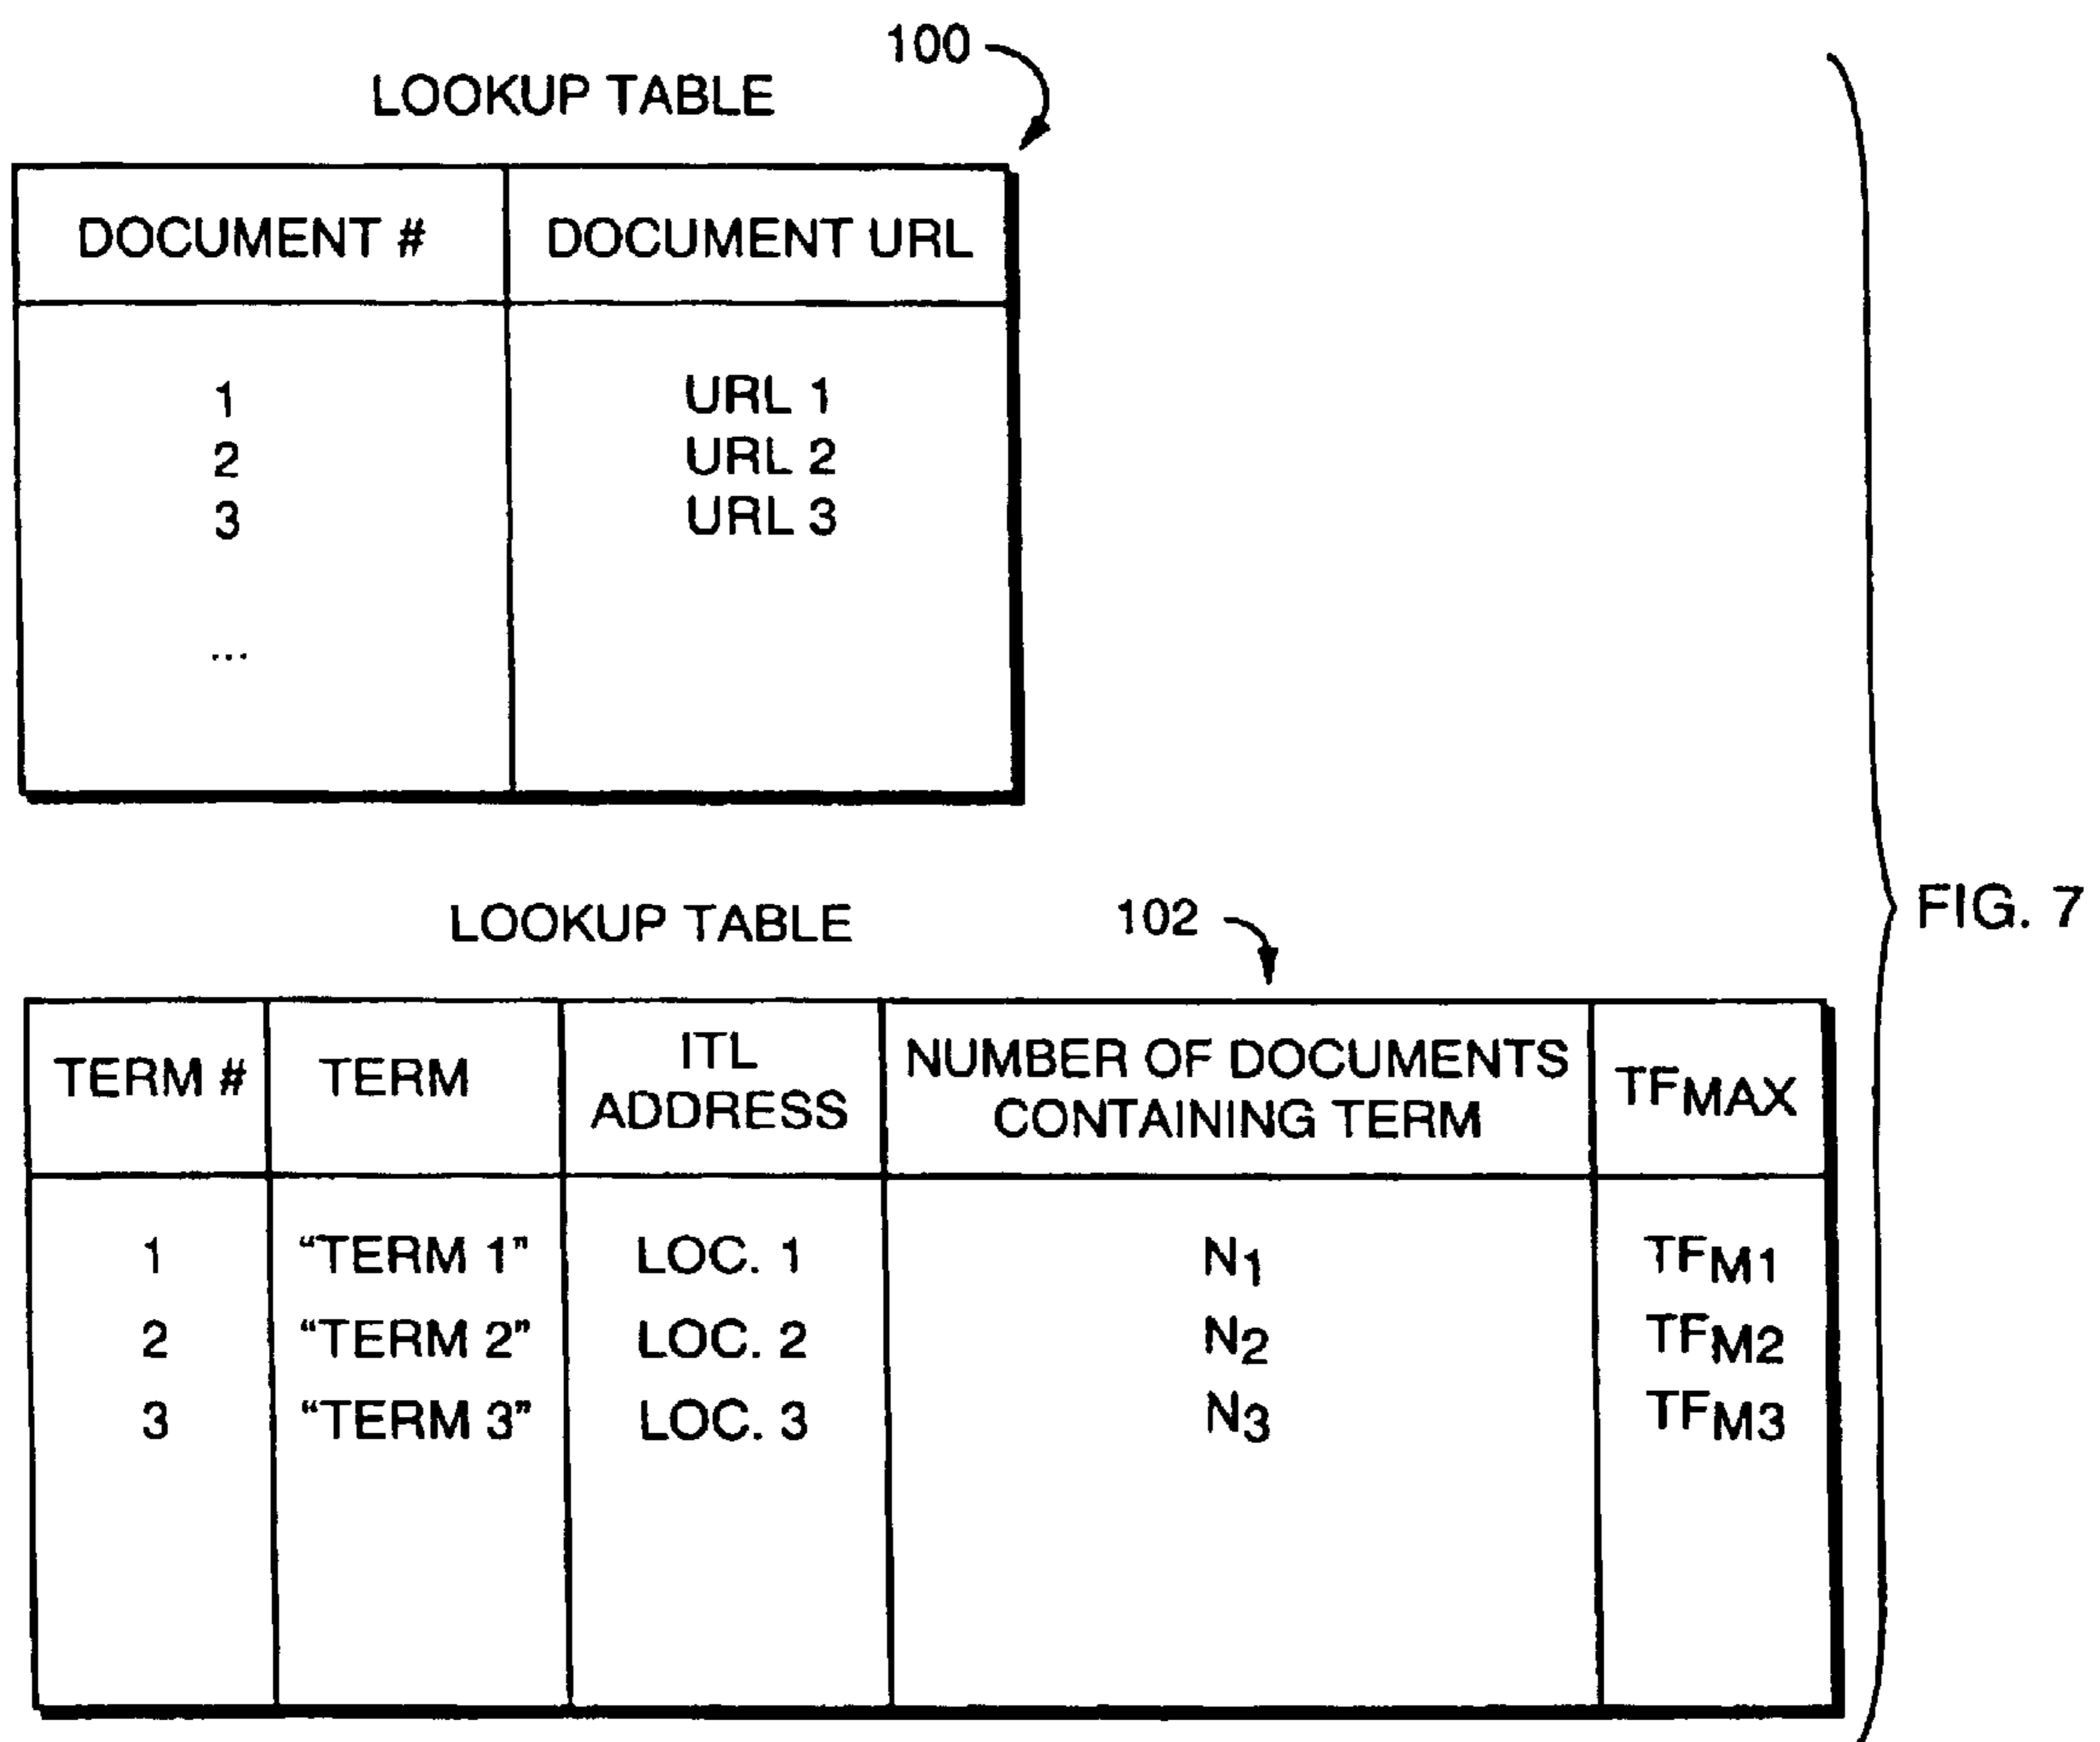 100
LOOKUP TABLE
DOCUMENT # DOCUMENT URL
1 URL 1
2 URL 2
3 URL 3
...
LOOKUP TABLE 102
FIG. 7
TERM # TERM ITL ADDRESS NUMBER OF DOCUMENTS CONTAINING TERM TFMAX
1 “TERM 1” LOC. 1 N1 TFM1
2 “TERM 2” LOC. 2 N2 TFM2
3 “TERM 3” LOC. 3 N3 TFM3